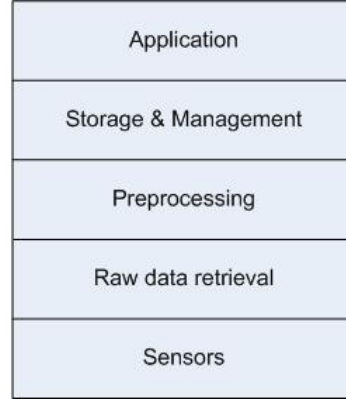 Application
Storage & Management
Preprocessing
Raw data retrieval
Sensors